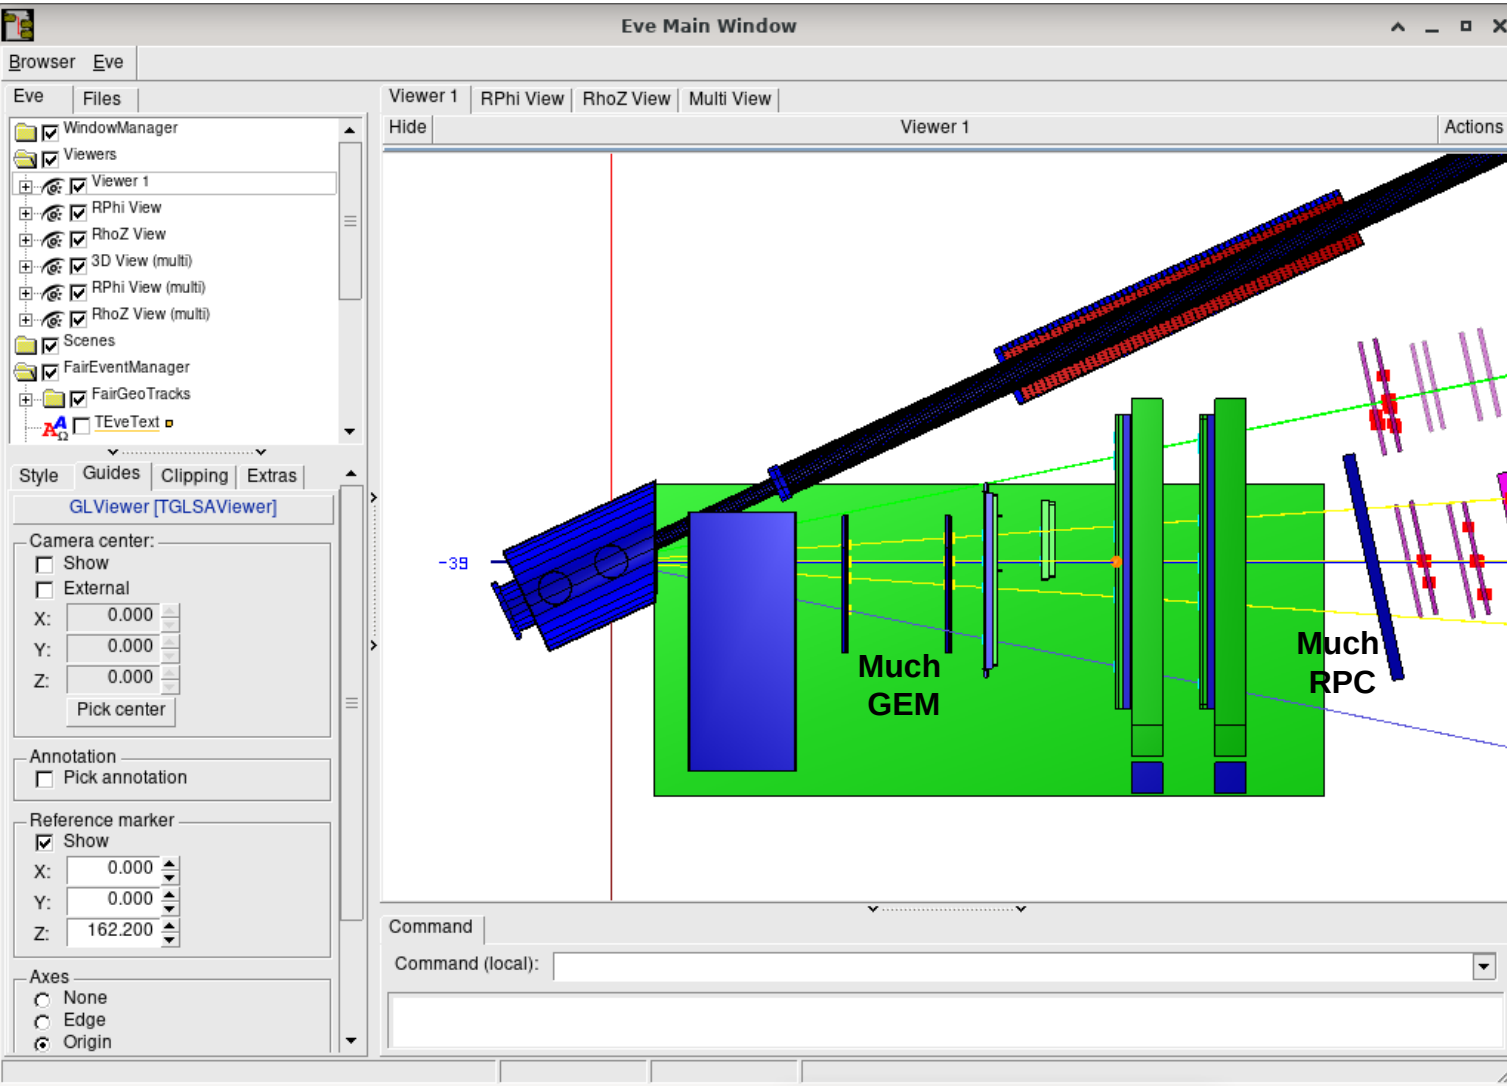 Eve Main Window
Browser Eve
Eve Files
WindowManager
Viewers
Viewer 1
RPhi View
RhoZ View
3D View (multi)
RPhi View (multi)
RhoZ View (multi)
Scenes
FairEventManager
FairGeoTracks
TEveText
Style Guides Clipping Extras
GLViewer [TGLSAViewer]
Camera center:
Show
External
X: 0.000
Y: 0.000
Z: 0.000
Pick center
Annotation
Pick annotation
Reference marker
Show
X: 0.000
Y: 0.000
Z: 162.200
Axes
None
Edge
Origin
Viewer 1 RPhi View RhoZ View Multi View
Hide Viewer 1 Actions
-39
Much
GEM
Much
RPC
Command
Command (local):